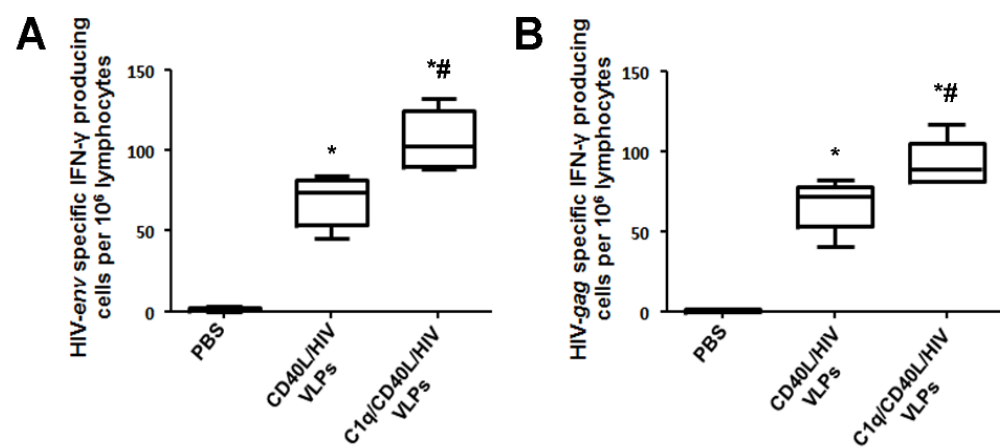 A
HIV-env specific IFN-γ producing
cells per 10⁶ lymphocytes
150
100
50
0
*
*#
PBS
CD40L/HIV
VLPs
C1q/CD40L/HIV
VLPs
B
HIV-gag specific IFN-γ producing
cells per 10⁶ lymphocytes
150
100
50
0
*
*#
PBS
CD40L/HIV
VLPs
C1q/CD40L/HIV
VLPs